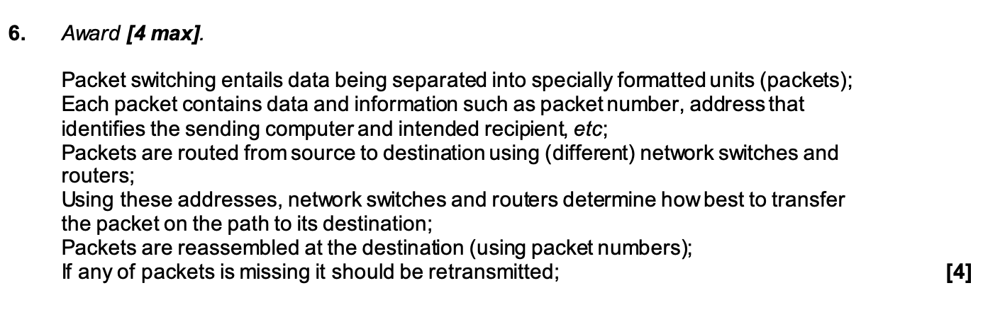 6. Award [4 max].
Packet switching entails data being separated into specially formatted units (packets);
Each packet contains data and information such as packet number, address that
identifies the sending computer and intended recipient, etc;
Packets are routed from source to destination using (different) network switches and
routers;
Using these addresses, network switches and routers determine how best to transfer
the packet on the path to its destination;
Packets are reassembled at the destination (using packet numbers);
If any of packets is missing it should be retransmitted; [4]